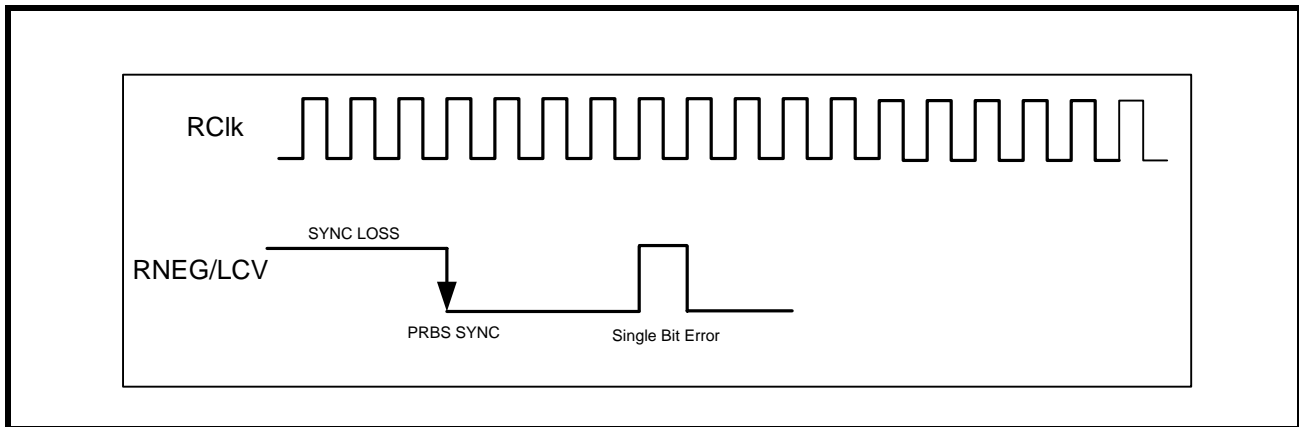 RClk
SYNC LOSS
RNEG/LCV
PRBS SYNC
Single Bit Error